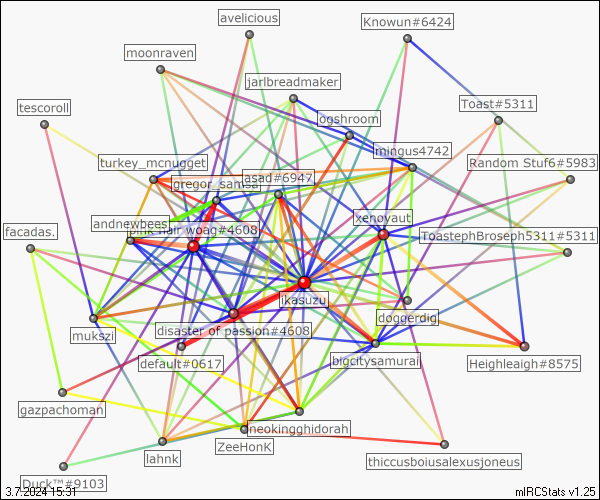 avelicious
Knowun#6424
moonraven
jarlbreadmaker
tescoroll
Toast#5311
ogshroom
mingus4742
turkey_mcnugget
Random Stuf6#5983
asad#6947
gregor_samsa
xenoyaut
andnewbees
facadas.
pink hair woag#4608
ToastephBroseph5311#5311
ikasuzu
doggerdig
mukszi
disaster of passion#4608
default#0617
biocitysamurai
Heighleaigh#8575
gazpachoman
neokingghidorah
ZeeHonK
lahnk
thiccusboiusalexusjoneus
Duck™#9103
3.7.2024 15:31
mIRCStats v1.25